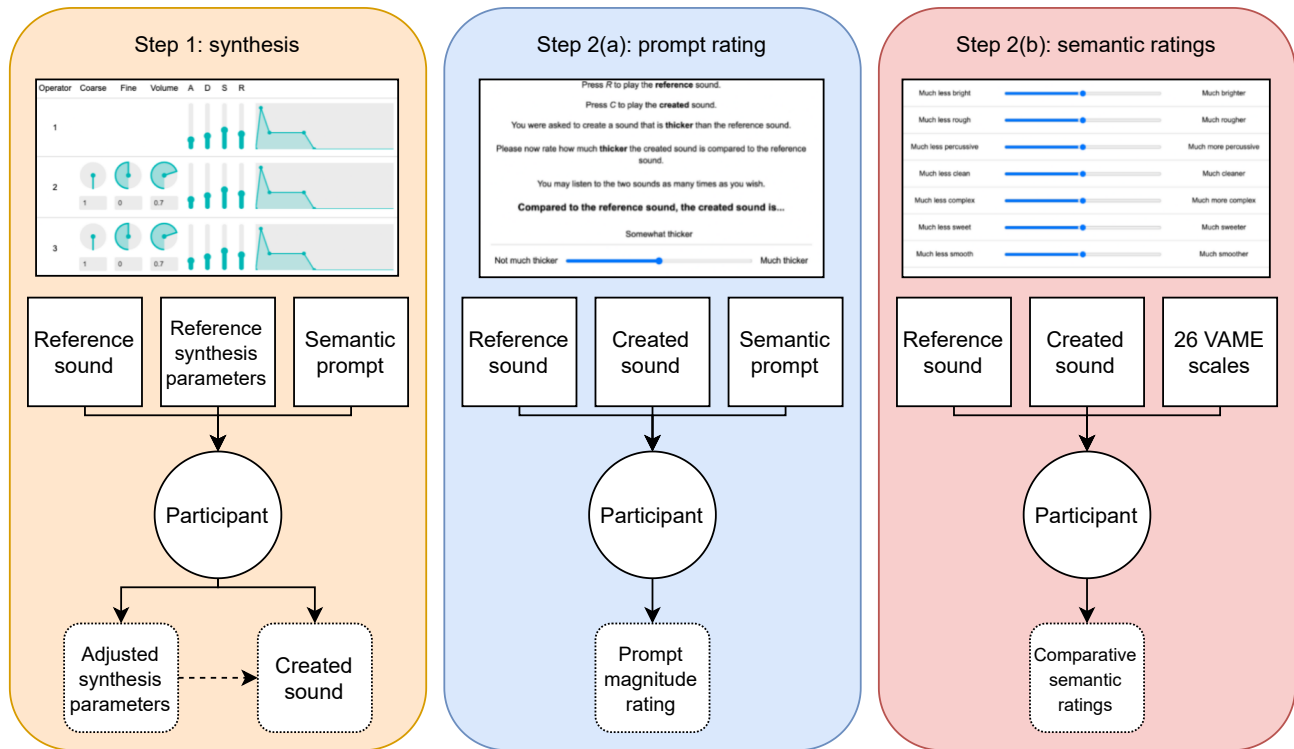 Step 1: synthesis
Operator Coarse Fine Volume A D S R
1
2
1 0 0.7
3
1 0 0.7
Reference
sound
Reference
synthesis
parameters
Semantic
prompt
Participant
Adjusted
synthesis
parameters
Created
sound
Step 2(a): prompt rating
Press R to play the reference sound.
Press C to play the created sound.
You were asked to create a sound that is thicker than the reference sound.
Please now rate how much thicker the created sound is compared to the reference
sound.
You may listen to the two sounds as many times as you wish.
Compared to the reference sound, the created sound is...
Somewhat thicker
Not much thicker Much thicker
Reference
sound
Created
sound
Semantic
prompt
Participant
Prompt
magnitude
rating
Step 2(b): semantic ratings
Much less bright Much brighter
Much less rough Much rougher
Much less percussive Much more percussive
Much less clean Much cleaner
Much less complex Much more complex
Much less sweet Much sweeter
Much less smooth Much smoother
Reference
sound
Created
sound
26 VAME
scales
Participant
Comparative
semantic
ratings